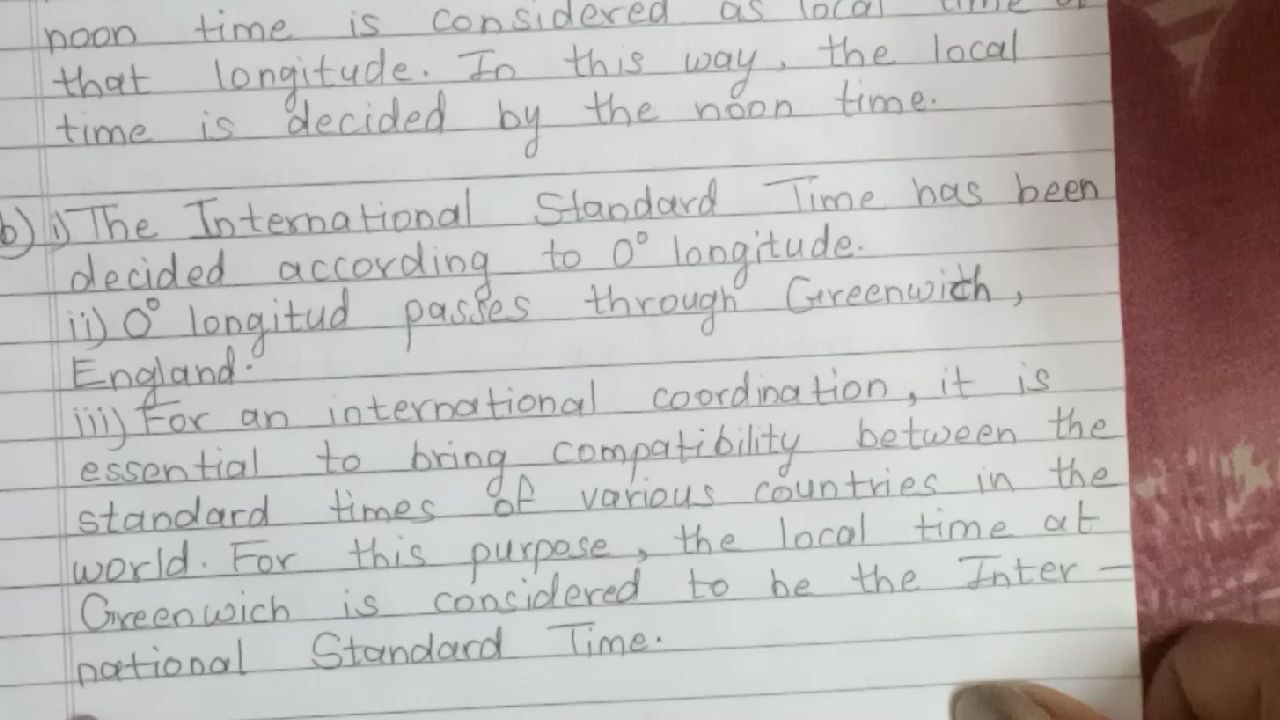 noon time is considered as local time
that longitude. In this way, the local
time is decided by the noon time.
b) i) The International Standard Time has been
decided according to 0° longitude.
ii) 0° longitud passes through Greenwich,
England.
iii) For an international coordination, it is
essential to bring compatibility between the
standard times of various countries in the
world. For this purpose, the local time at
Greenwich is considered to be the Inter-
national Standard Time.